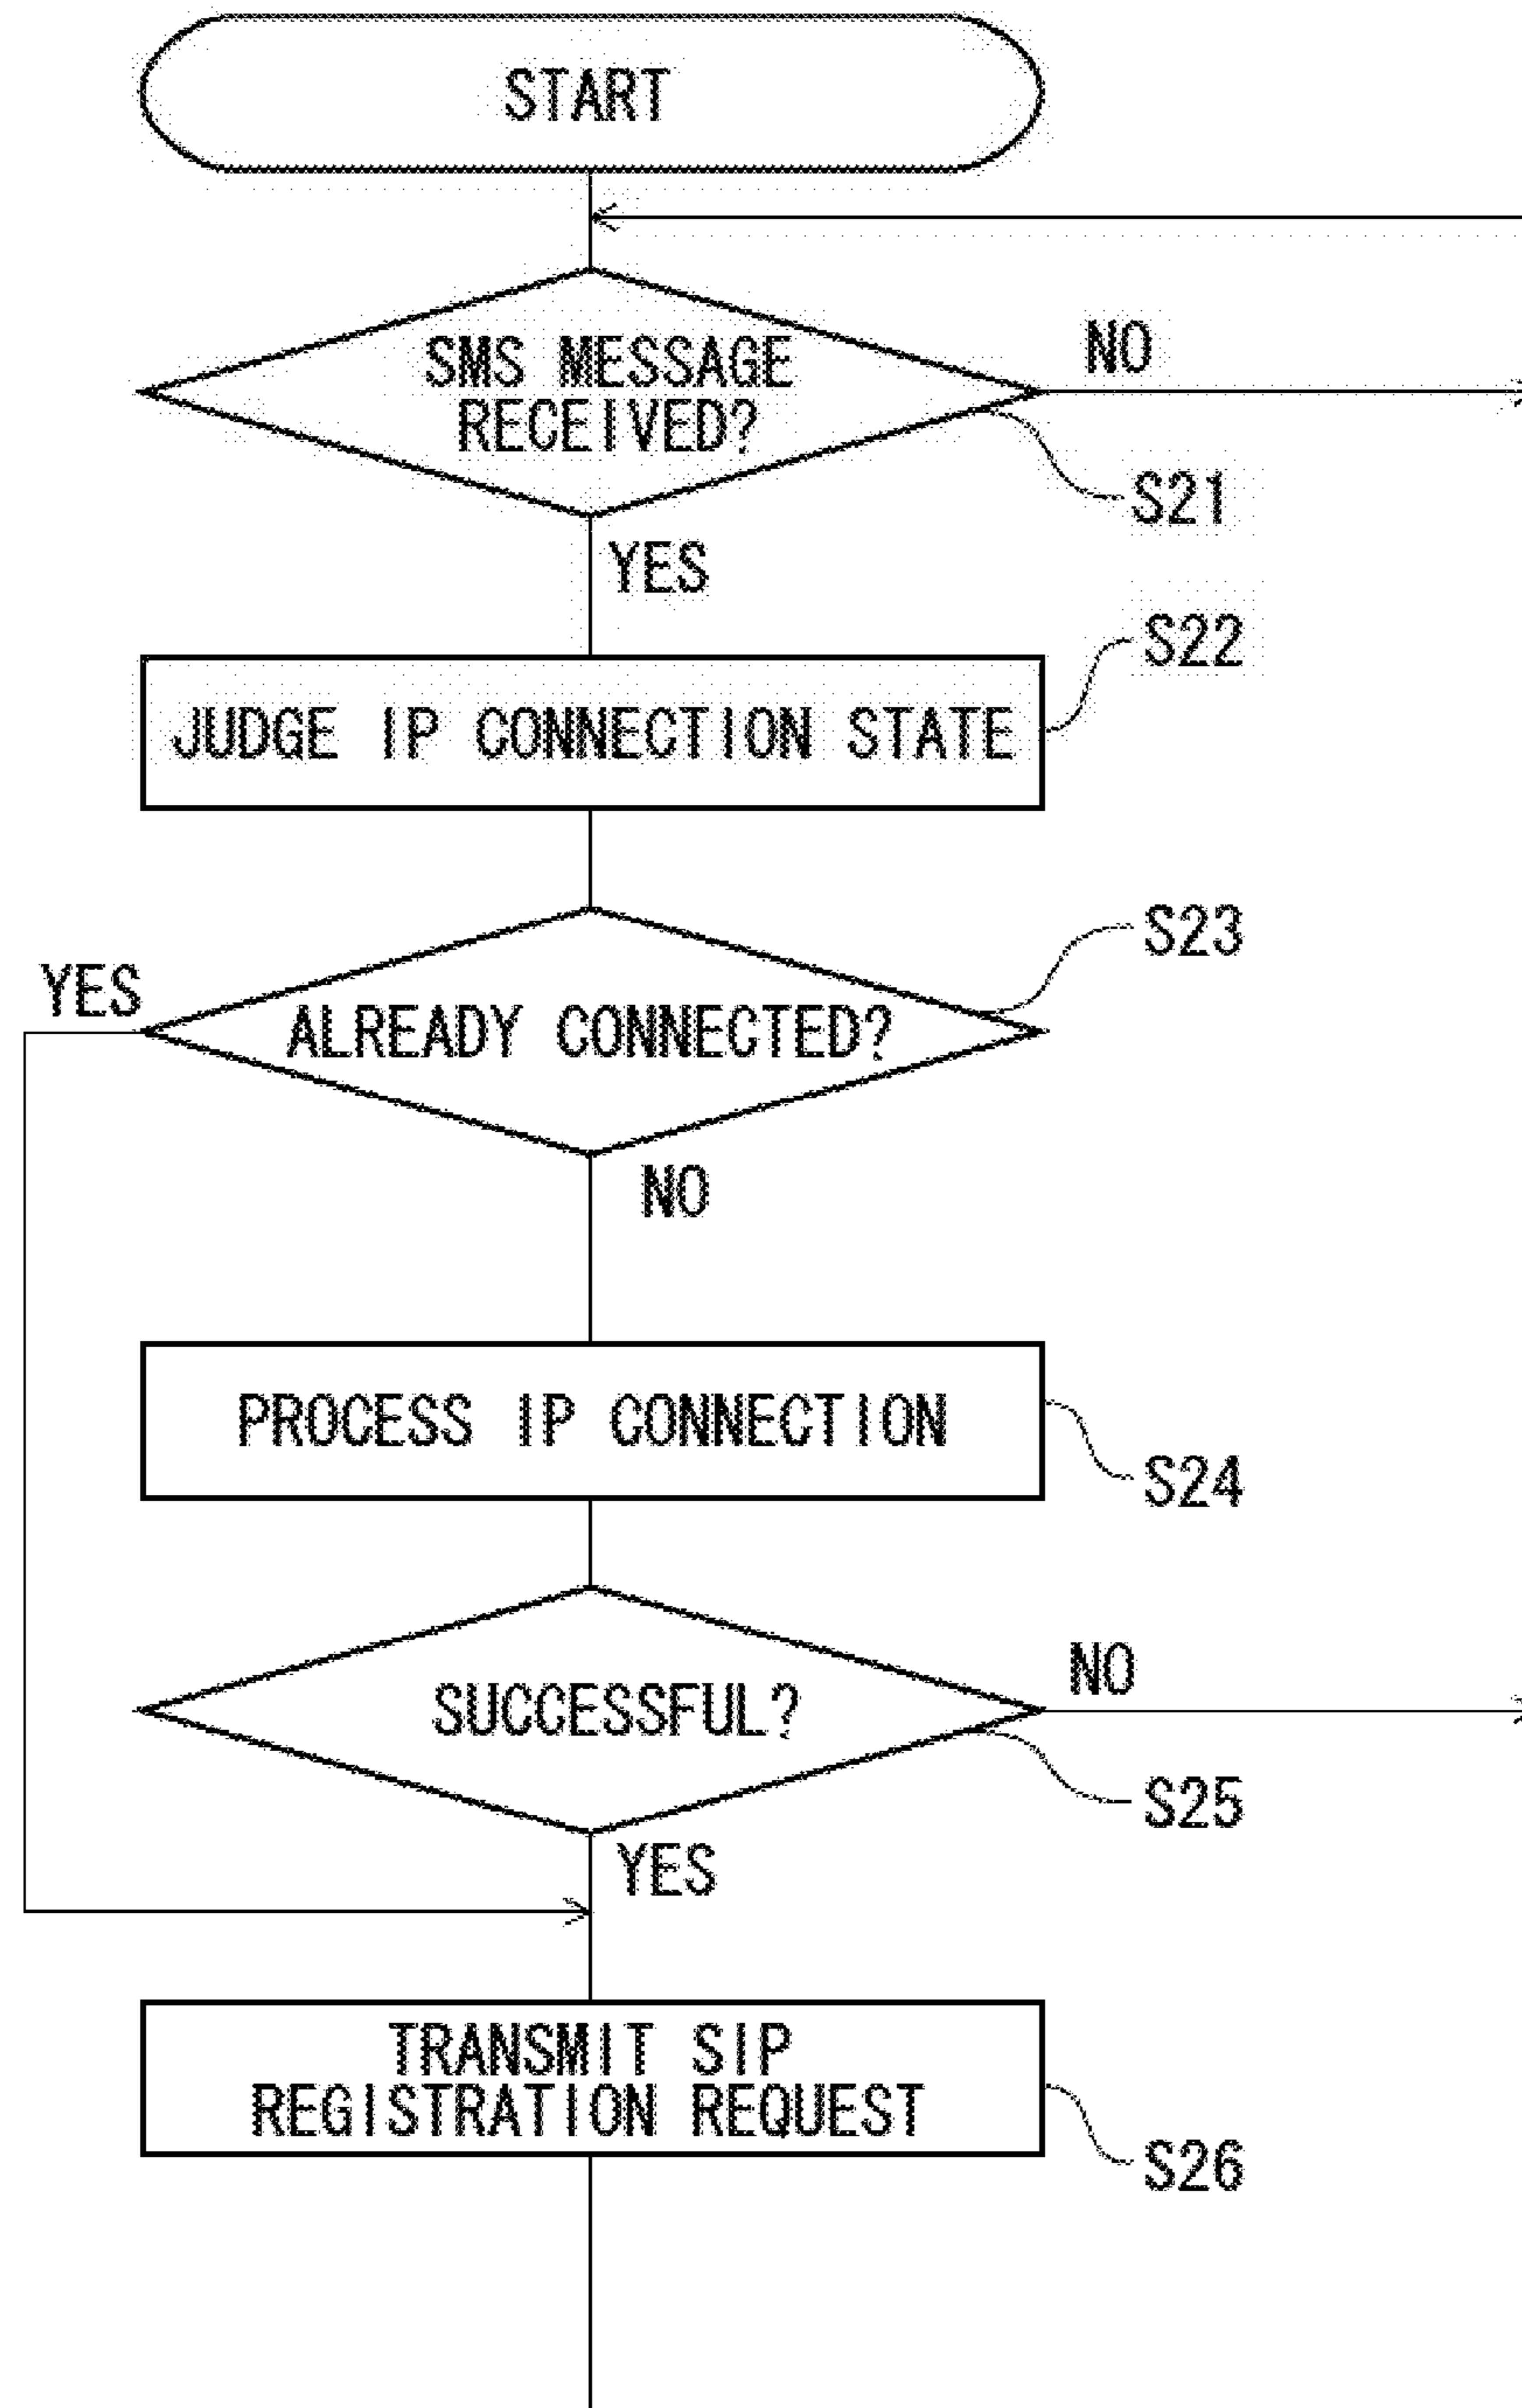 START
SMS MESSAGE
RECEIVED?
NO
S21
YES
S22
JUDGE IP CONNECTION STATE
S23
YES
ALREADY CONNECTED?
NO
PROCESS IP CONNECTION
S24
NO
SUCCESSFUL?
S25
YES
TRANSMIT SIP
REGISTRATION REQUEST
S26